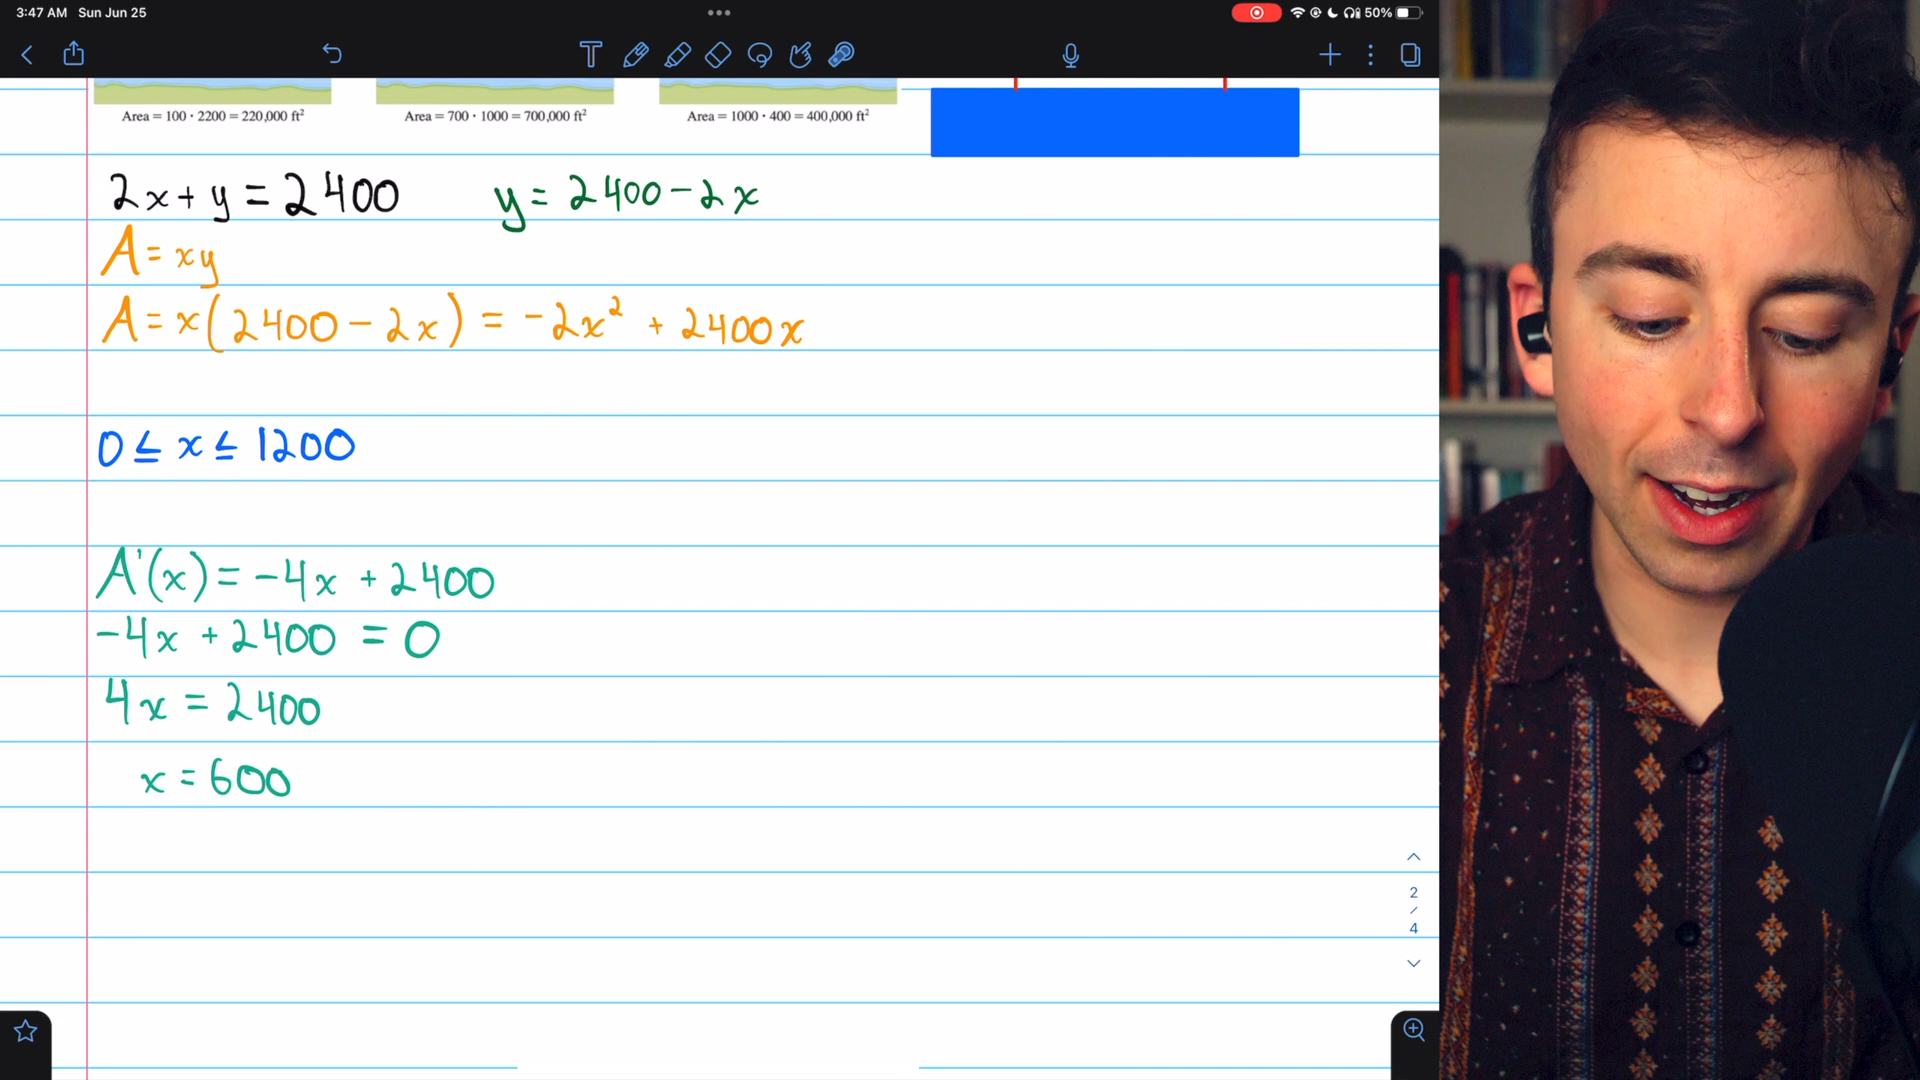 3:47 AM Sun Jun 25
50%
Area = 100 · 2200 = 220,000 ft²
Area = 700 · 1000 = 700,000 ft²
Area = 1000 · 400 = 400,000 ft²
2x + y = 2400
y = 2400 - 2x
A = xy
A = x(2400 - 2x) = -2x² + 2400x
0 ≤ x ≤ 1200
A'(x) = -4x + 2400
-4x + 2400 = 0
4x = 2400
x = 600
2
/
4